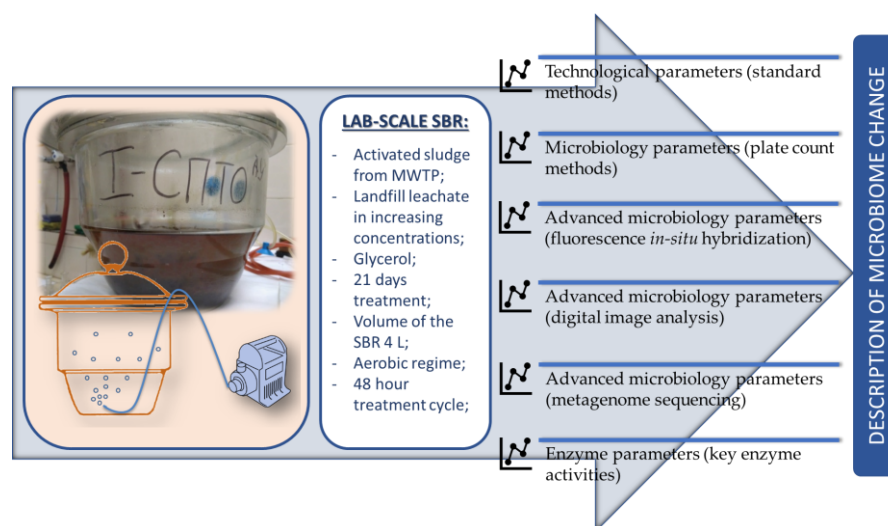 I-СПТО
LAB-SCALE SBR:
- Activated sludge
from MWTP;
- Landfill leachate
in increasing
concentrations;
- Glycerol;
- 21 days
treatment;
- Volume of the
SBR 4 L;
- Aerobic regime;
- 48 hour
treatment cycle;
Technological parameters (standard
methods)
Microbiology parameters (plate count
methods)
Advanced microbiology parameters
(fluorescence in-situ hybridization)
Advanced microbiology parameters
(digital image analysis)
Advanced microbiology parameters
(metagenome sequencing)
Enzyme parameters (key enzyme
activities)
DESCRIPTION OF MICROBIOME CHANGE